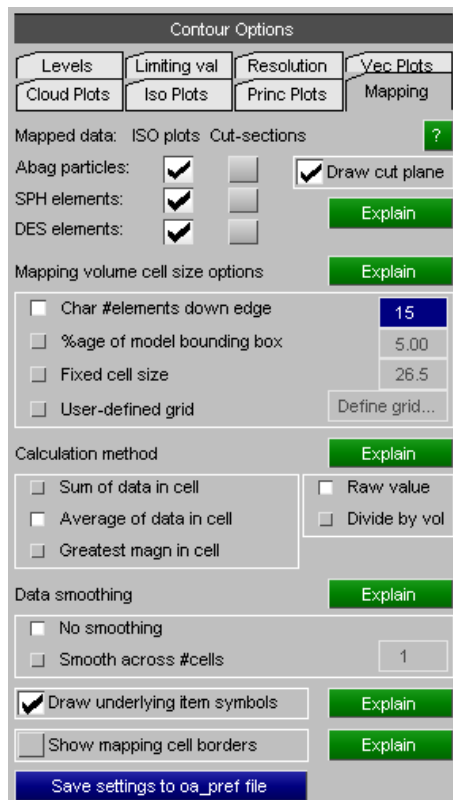 Contour Options
Levels Limiting val Resolution Vec Plots
Cloud Plots Iso Plots Princ Plots Mapping
Mapped data: ISO plots Cut-sections ?
Abag particles: Draw cut plane
SPH elements: Explain
DES elements:
Mapping volume cell size options Explain
Char #elements down edge 15
%age of model bounding box 5.00
Fixed cell size 26.5
User-defined grid Define grid...
Calculation method Explain
Sum of data in cell Raw value
Average of data in cell Divide by vol
Greatest magn in cell
Data smoothing Explain
No smoothing
Smooth across #cells 1
Draw underlying item symbols Explain
Show mapping cell borders Explain
Save settings to oa_pref file